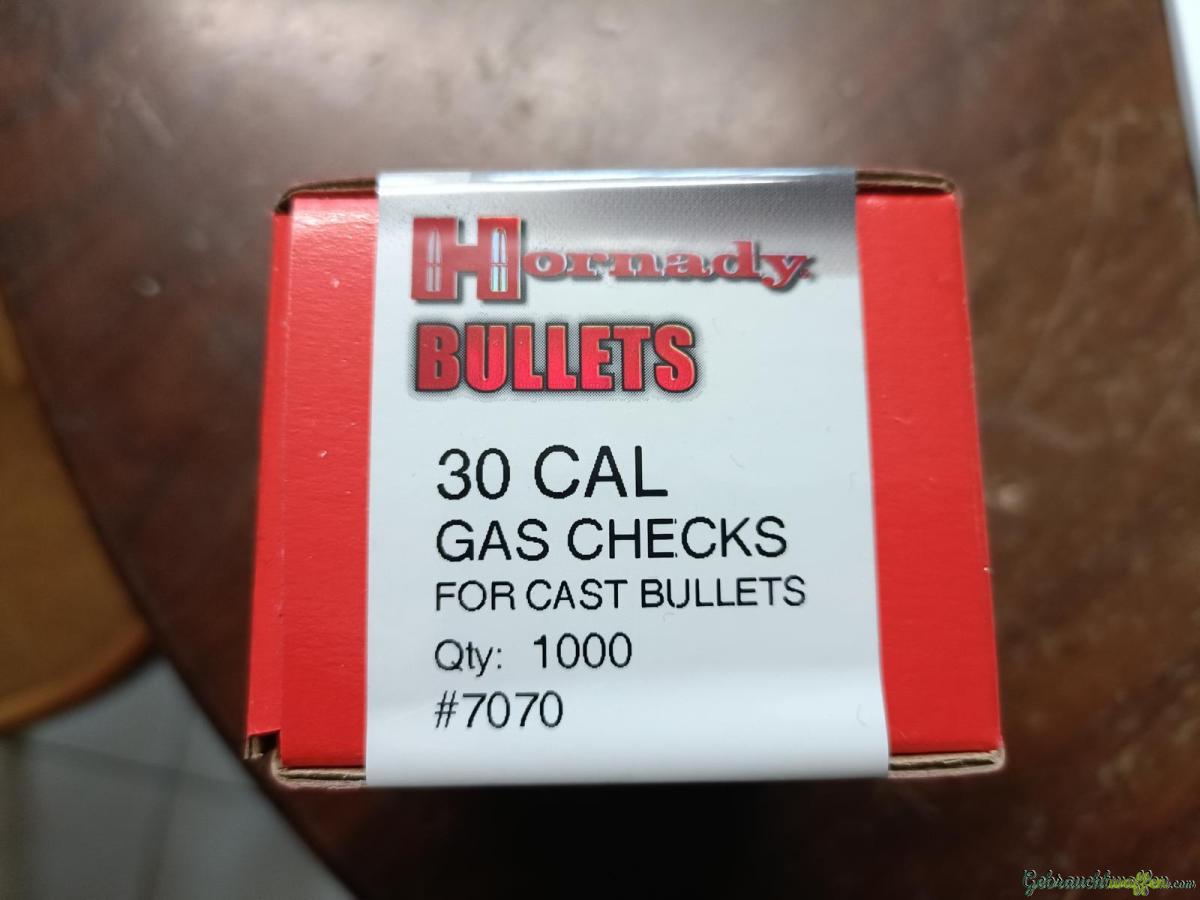 Hornady
BULLETS
30 CAL
GAS CHECKS
FOR CAST BULLETS
Qty: 1000
#7070
Gebrauchtwaffen.com